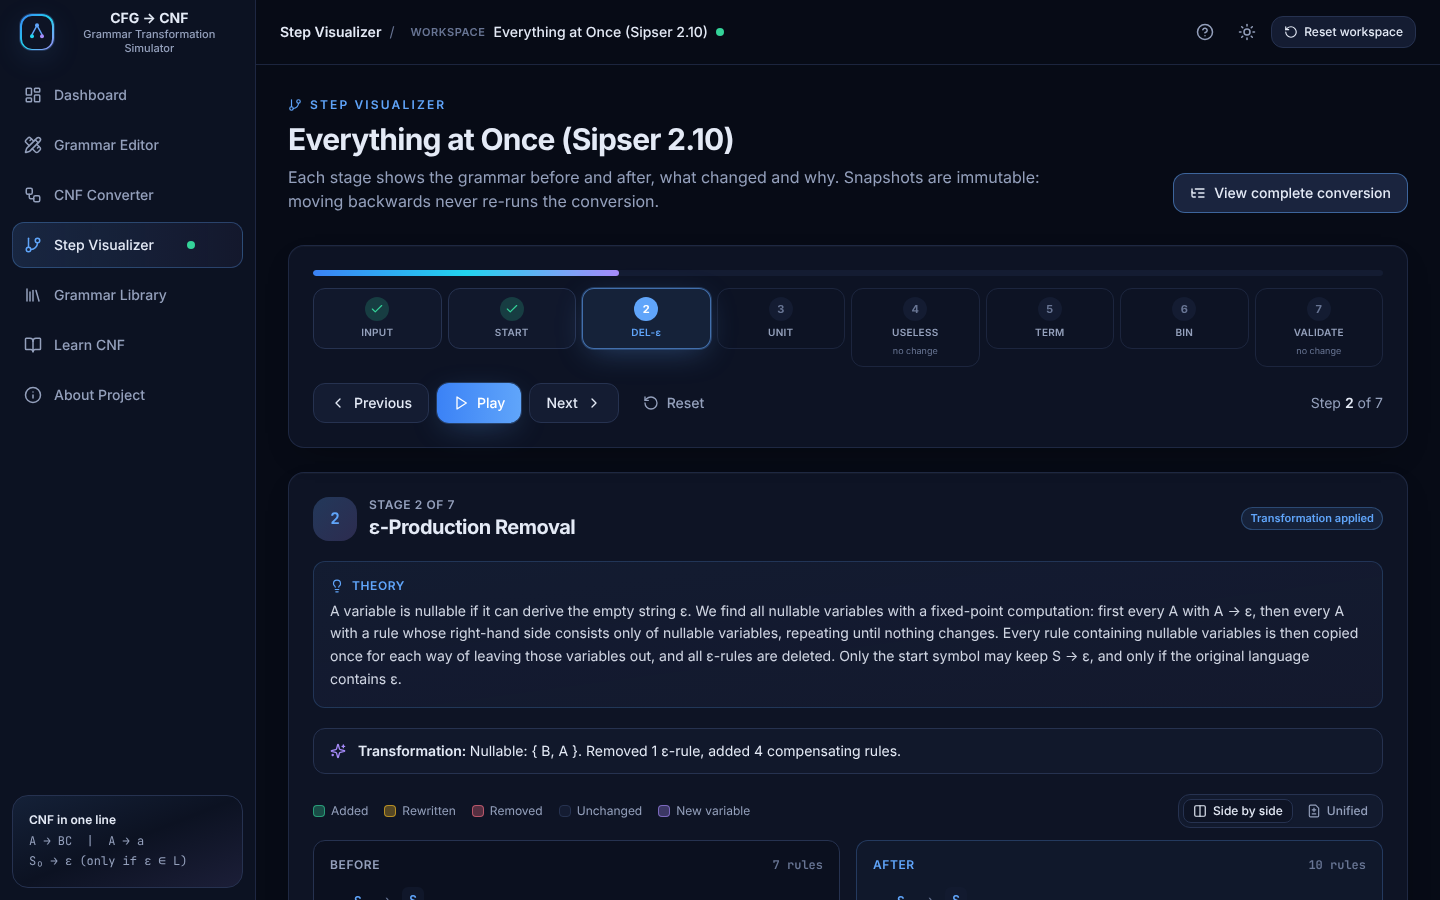 CFG → CNF
Grammar Transformation
Simulator
Dashboard
Grammar Editor
CNF Converter
Step Visualizer
Grammar Library
Learn CNF
About Project
CNF in one line
A → BC | A → a
S₀ → ε (only if ε ∈ L)
Step Visualizer / WORKSPACE Everything at Once (Sipser 2.10)
Reset workspace
STEP VISUALIZER
Everything at Once (Sipser 2.10)
Each stage shows the grammar before and after, what changed and why. Snapshots are immutable:
moving backwards never re-runs the conversion.
View complete conversion
INPUT
START
2
DEL-ε
3
UNIT
4
USELESS
no change
5
TERM
6
BIN
7
VALIDATE
no change
Previous
Play
Next
Reset
Step 2 of 7
2
STAGE 2 OF 7
ε-Production Removal
Transformation applied
THEORY
A variable is nullable if it can derive the empty string ε. We find all nullable variables with a fixed-point computation: first every A with A → ε, then every A
with a rule whose right-hand side consists only of nullable variables, repeating until nothing changes. Every rule containing nullable variables is then copied
once for each way of leaving those variables out, and all ε-rules are deleted. Only the start symbol may keep S → ε, and only if the original language
contains ε.
Transformation: Nullable: { B, A }. Removed 1 ε-rule, added 4 compensating rules.
Added
Rewritten
Removed
Unchanged
New variable
Side by side
Unified
BEFORE
7 rules
AFTER
10 rules